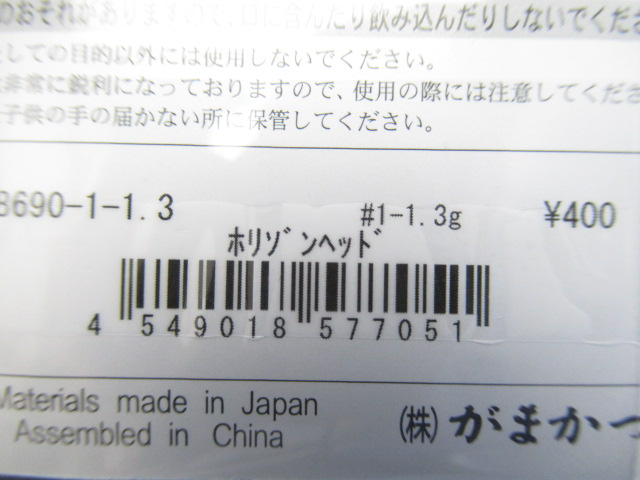 のおそれがありますので、口に含んだり飲み込んだりしないでくださ
しての目的以外には使用しないでください。
非常に鋭利になっておりますので、使用の際には注意してくださ
子供の手の届かない所に保管してください。
8690-1-1.3 #1-1.3g ¥400
ホリゾンヘッド
4 549018 577051
Materials made in Japan
Assembled in China
(株)がまかつ